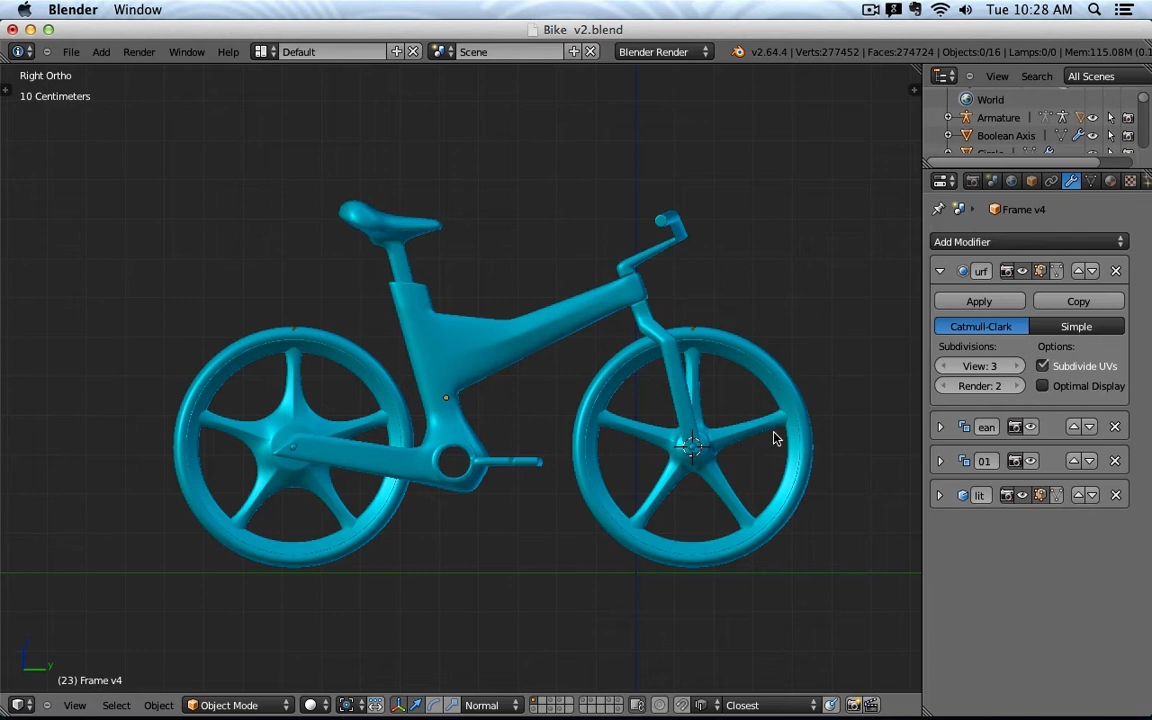 Blender Window Tue 10:28 AM
Bike v2.blend
File Add Render Window Help Default Scene Blender Render v2.64.4 | Verts:277452 | Faces:274724 | Objects:0/16 | Lamps:0/0 | Mem:115.08M
Right Ortho
10 Centimeters
View Search All Scenes
World
Armature
Boolean Axis
Frame v4
Add Modifier
urf
Apply Copy
Catmull-Clark Simple
Subdivisions: Options:
View: 3 Subdivide UVs
Render: 2 Optimal Display
ean
01
lit
y
(23) Frame v4
View Select Object Object Mode Normal Closest